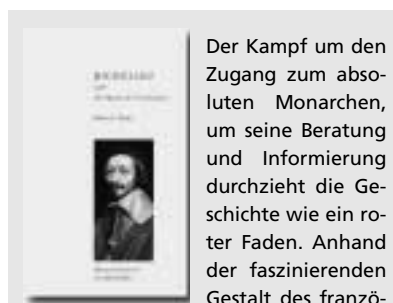 Der Kampf um den
Zugang zum abso-
luten Monarchen,
um seine Beratung
und Informierung
durchzieht die Ge-
schichte wie ein ro-
ter Faden. Anhand
der faszinierenden
Gestalt des franzö-